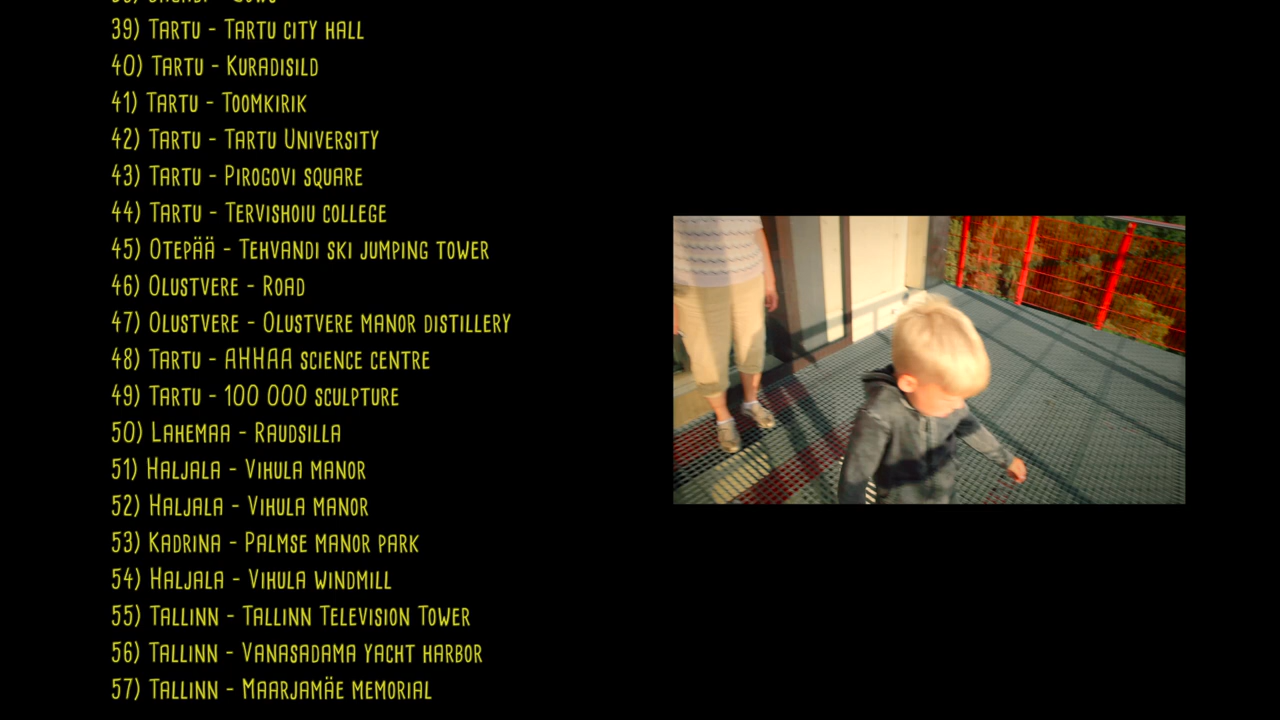 39) Tartu - Tartu city hall
40) Tartu - Kuradisild
41) Tartu - Toomkirik
42) Tartu - Tartu University
43) Tartu - Pirogovi square
44) Tartu - Tervishoiu college
45) Otepää - Tehvandi ski jumping tower
46) Olustvere - Road
47) Olustvere - Olustvere manor distillery
48) Tartu - AHHAA science centre
49) Tartu - 100 000 sculpture
50) Lahemaa - Raudsilla
51) Haljala - Vihula manor
52) Haljala - Vihula manor
53) Kadrina - Palmse manor park
54) Haljala - Vihula windmill
55) Tallinn - Tallinn Television Tower
56) Tallinn - Vanasadama yacht harbor
57) Tallinn - Maarjamäe memorial